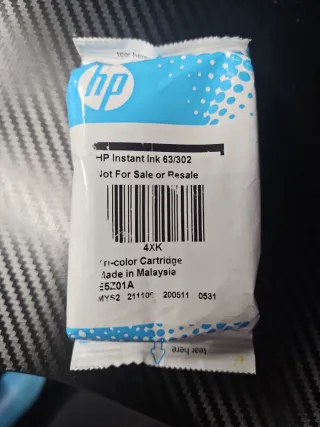 tear here
hp
HP Instant Ink 63/302
Not For Sale or Resale
4XK
Tri-color Cartridge
Made in Malaysia
E5Z01A
MYS2 211109 200511 0531
tear here